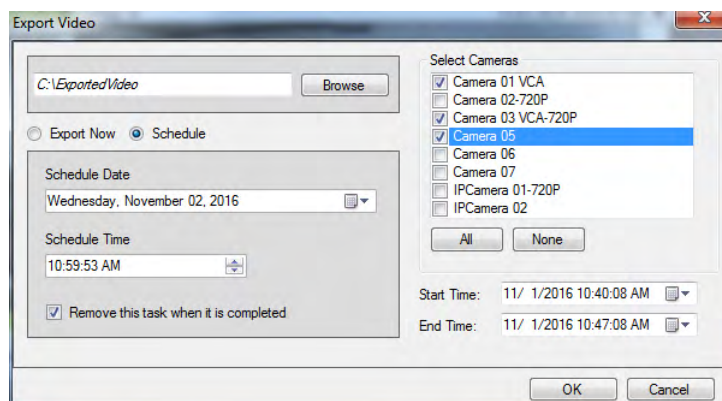 Export Video
C:\ExportedVideo
Browse
Export Now
Schedule
Schedule Date
Wednesday, November 02, 2016
Schedule Time
10:59:53 AM
Remove this task when it is completed
Select Cameras
Camera 01 VCA
Camera 02-720P
Camera 03 VCA-720P
Camera 05
Camera 06
Camera 07
IPCamera 01-720P
IPCamera 02
All
None
Start Time: 11/ 1/2016 10:40:08 AM
End Time: 11/ 1/2016 10:47:08 AM
OK
Cancel